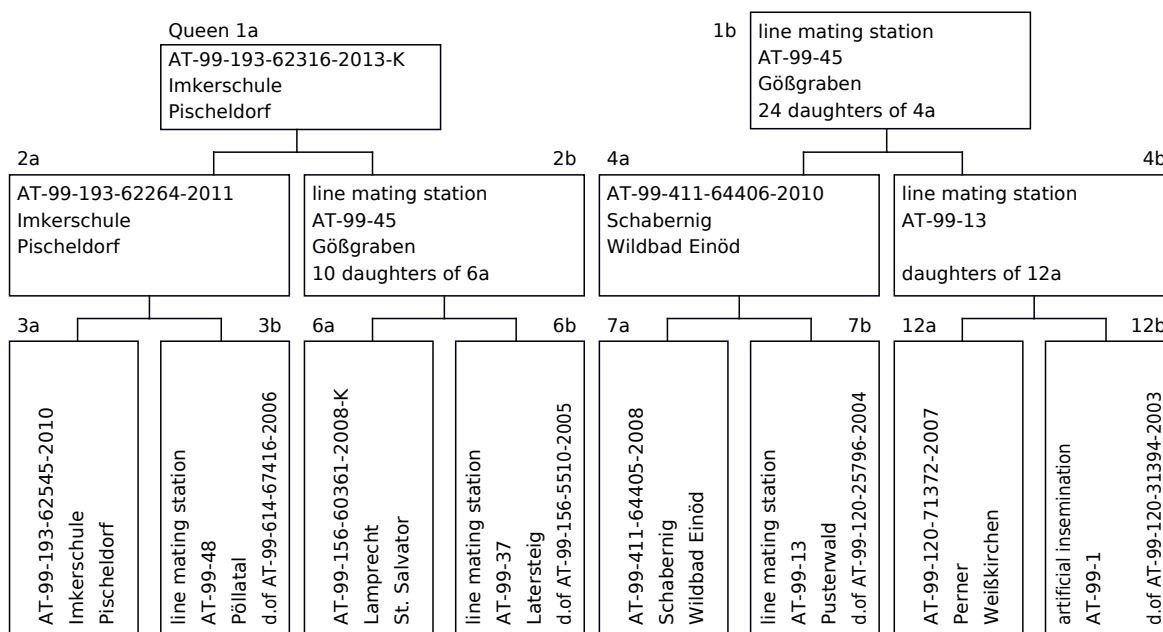 Queen 1a
AT-99-193-62316-2013-K
Imkerschule
Pischeldorf
1b
line mating station
AT-99-45
Gößgraben
24 daughters of 4a
2a
AT-99-193-62264-2011
Imkerschule
Pischeldorf
2b
line mating station
AT-99-45
Gößgraben
10 daughters of 6a
4a
AT-99-411-64406-2010
Schabernig
Wildbad Einöd
4b
line mating station
AT-99-13
daughters of 12a
3a
AT-99-193-62545-2010
Imkerschule
Pischeldorf
3b
line mating station
AT-99-48
Pöllatal
d.of AT-99-614-67416-2006
6a
AT-99-156-60361-2008-K
Lamprecht
St. Salvator
6b
line mating station
AT-99-37
Latersteig
d.of AT-99-156-5510-2005
7a
AT-99-411-64405-2008
Schabernig
Wildbad Einöd
7b
line mating station
AT-99-13
Pusterwald
d.of AT-99-120-25796-2004
12a
AT-99-120-71372-2007
Perner
Weißkirchen
12b
artificial insemination
AT-99-1
d.of AT-99-120-31394-2003